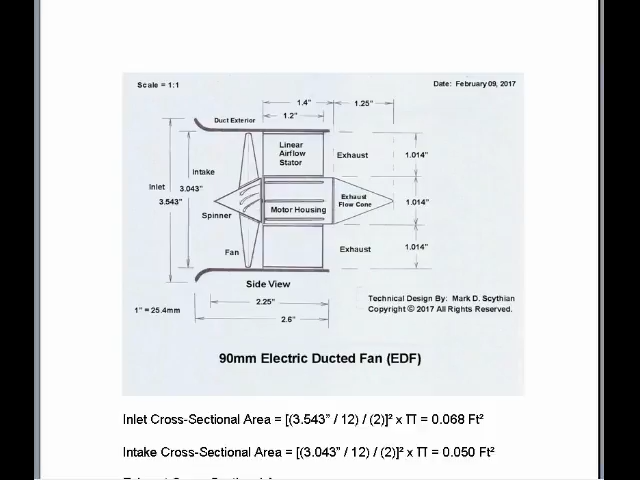 Scale = 1:1
Date: February 09, 2017
1.4"
1.25"
1.2"
Duct Exterior
Linear
Airflow
Stator
Exhaust
1.014"
Intake
Inlet
3.043"
3.543"
Exhaust
Flow Cone
1.014"
Motor Housing
Spinner
Fan
Exhaust
1.014"
Side View
2.25"
1" = 25.4mm
2.6"
Technical Design By: Mark D. Scythian
Copyright © 2017 All Rights Reserved.
90mm Electric Ducted Fan (EDF)
Inlet Cross-Sectional Area = [(3.543” / 12) / (2)]² x TT = 0.068 Ft²
Intake Cross-Sectional Area = [(3.043” / 12) / (2)]² x TT = 0.050 Ft²